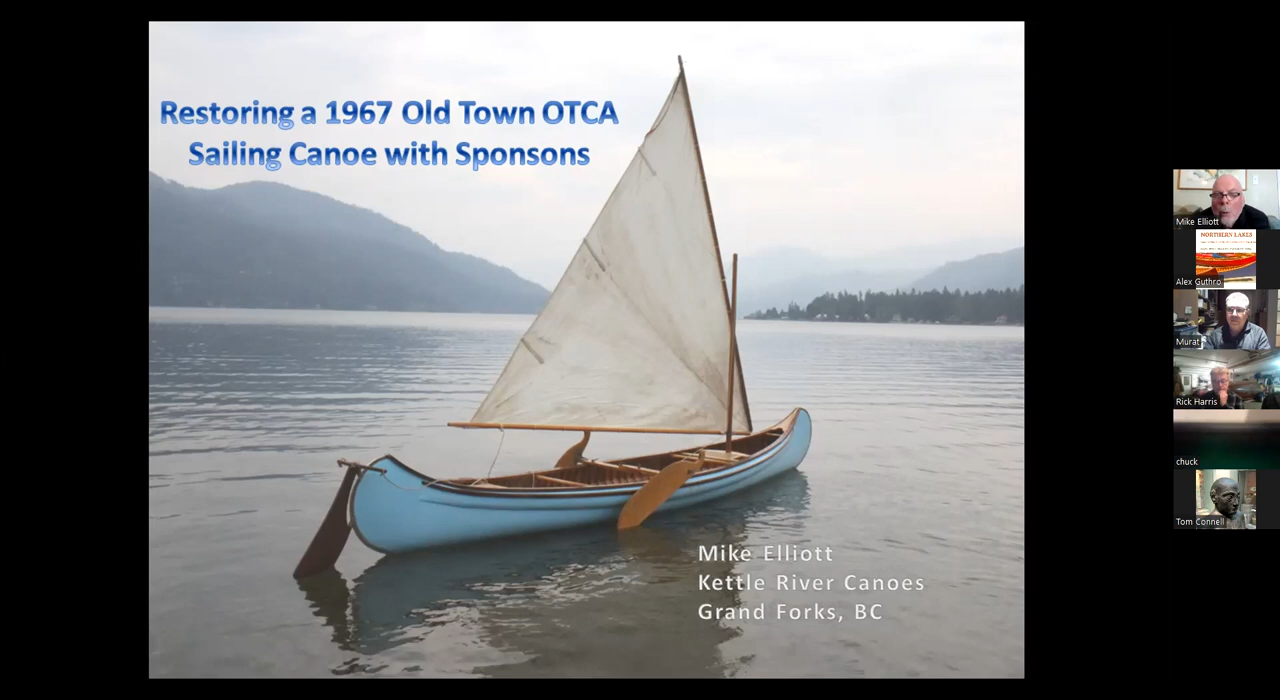 Restoring a 1967 Old Town OTCA
Sailing Canoe with Sponsons
Mike Elliott
Kettle River Canoes
Grand Forks, BC
Mike Elliott
NORTHERN LAKES
Alex Guthro
Murat
Rick Harris
chuck
Tom Connell